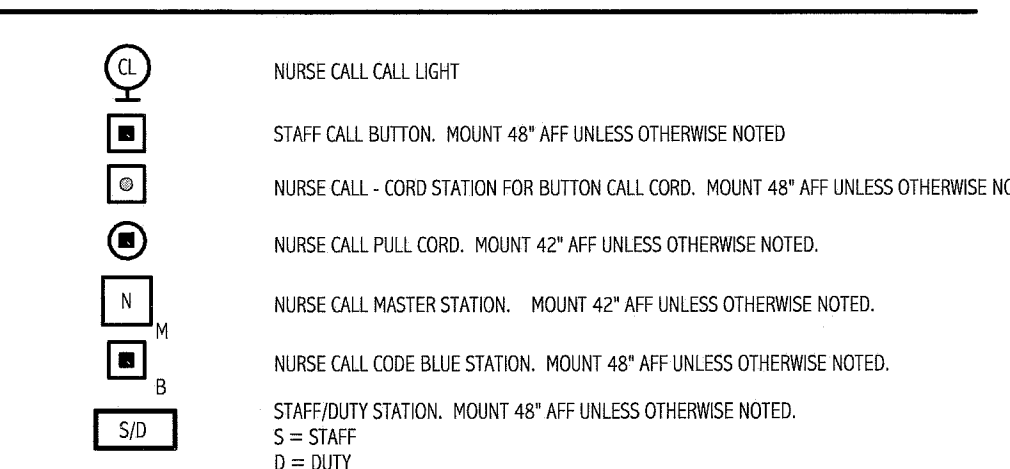 CL NURSE CALL CALL LIGHT
STAFF CALL BUTTON. MOUNT 48" AFF UNLESS OTHERWISE NOTED
NURSE CALL - CORD STATION FOR BUTTON CALL CORD. MOUNT 48" AFF UNLESS OTHERWISE
NURSE CALL PULL CORD. MOUNT 42" AFF UNLESS OTHERWISE NOTED.
N M NURSE CALL MASTER STATION. MOUNT 42" AFF UNLESS OTHERWISE NOTED.
B NURSE CALL CODE BLUE STATION. MOUNT 48" AFF UNLESS OTHERWISE NOTED.
S/D STAFF/DUTY STATION. MOUNT 48" AFF UNLESS OTHERWISE NOTED.
S = STAFF
D = DUTY